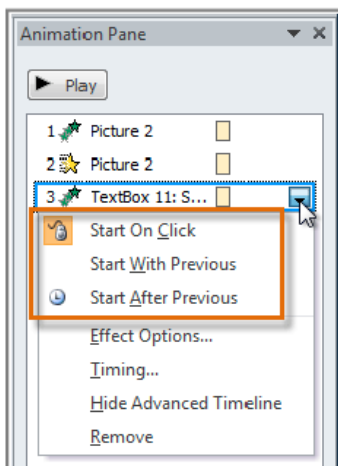 Animation Pane
Play
1 Picture 2
2 Picture 2
3 TextBox 11: S...
Start On Click
Start With Previous
Start After Previous
Effect Options...
Timing...
Hide Advanced Timeline
Remove